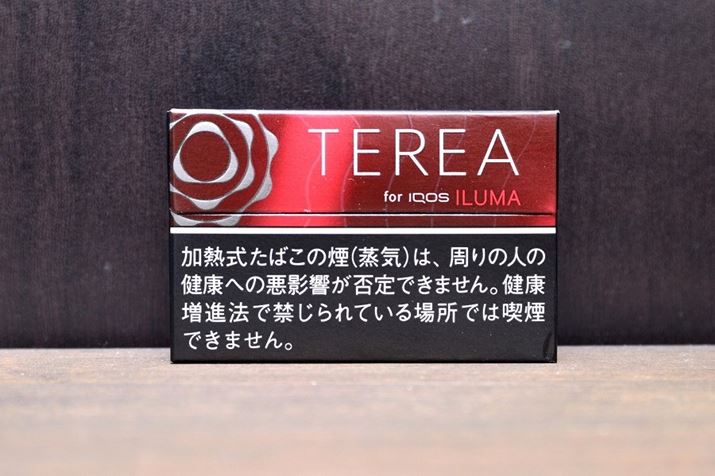 TEREA
for IQOS ILUMA
加熱式たばこの煙(蒸気)は、周りの人の
健康への悪影響が否定できません。健康
増進法で禁じられている場所では喫煙
できません。